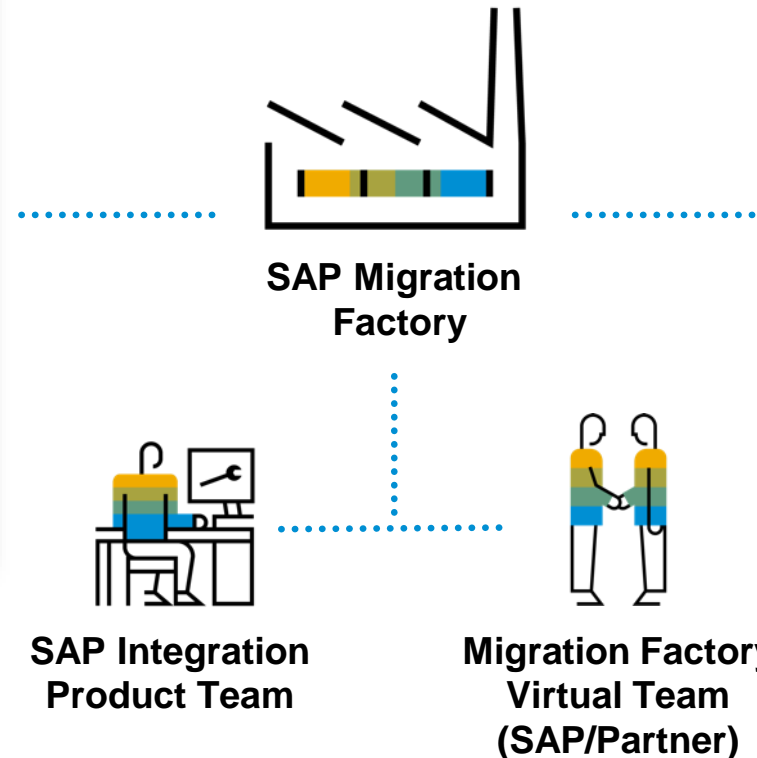 SAP Migration
Factory
SAP Integration
Product Team
Migration Factory
Virtual Team
(SAP/Partner)